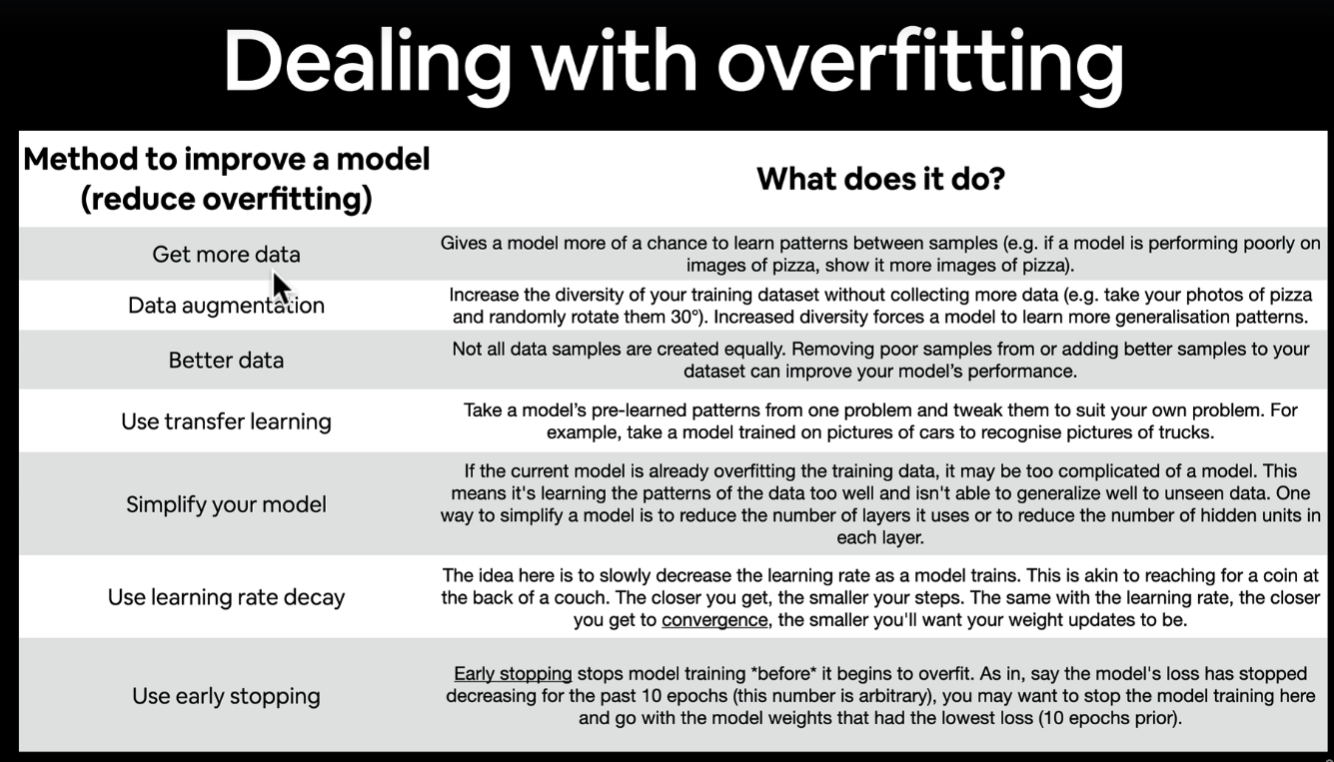 Dealing with overfitting
Method to improve a model
(reduce overfitting)
What does it do?
Get more data
Gives a model more of a chance to learn patterns between samples (e.g. if a model is performing poorly on
images of pizza, show it more images of pizza).
Data augmentation
Increase the diversity of your training dataset without collecting more data (e.g. take your photos of pizza
and randomly rotate them 30°). Increased diversity forces a model to learn more generalisation patterns.
Better data
Not all data samples are created equally. Removing poor samples from or adding better samples to your
dataset can improve your model's performance.
Use transfer learning
Take a model's pre-learned patterns from one problem and tweak them to suit your own problem. For
example, take a model trained on pictures of cars to recognise pictures of trucks.
Simplify your model
If the current model is already overfitting the training data, it may be too complicated of a model. This
means it's learning the patterns of the data too well and isn't able to generalize well to unseen data. One
way to simplify a model is to reduce the number of layers it uses or to reduce the number of hidden units in
each layer.
Use learning rate decay
The idea here is to slowly decrease the learning rate as a model trains. This is akin to reaching for a coin at
the back of a couch. The closer you get, the smaller your steps. The same with the learning rate, the closer
you get to convergence, the smaller you'll want your weight updates to be.
Use early stopping
Early stopping stops model training *before* it begins to overfit. As in, say the model's loss has stopped
decreasing for the past 10 epochs (this number is arbitrary), you may want to stop the model training here
and go with the model weights that had the lowest loss (10 epochs prior).